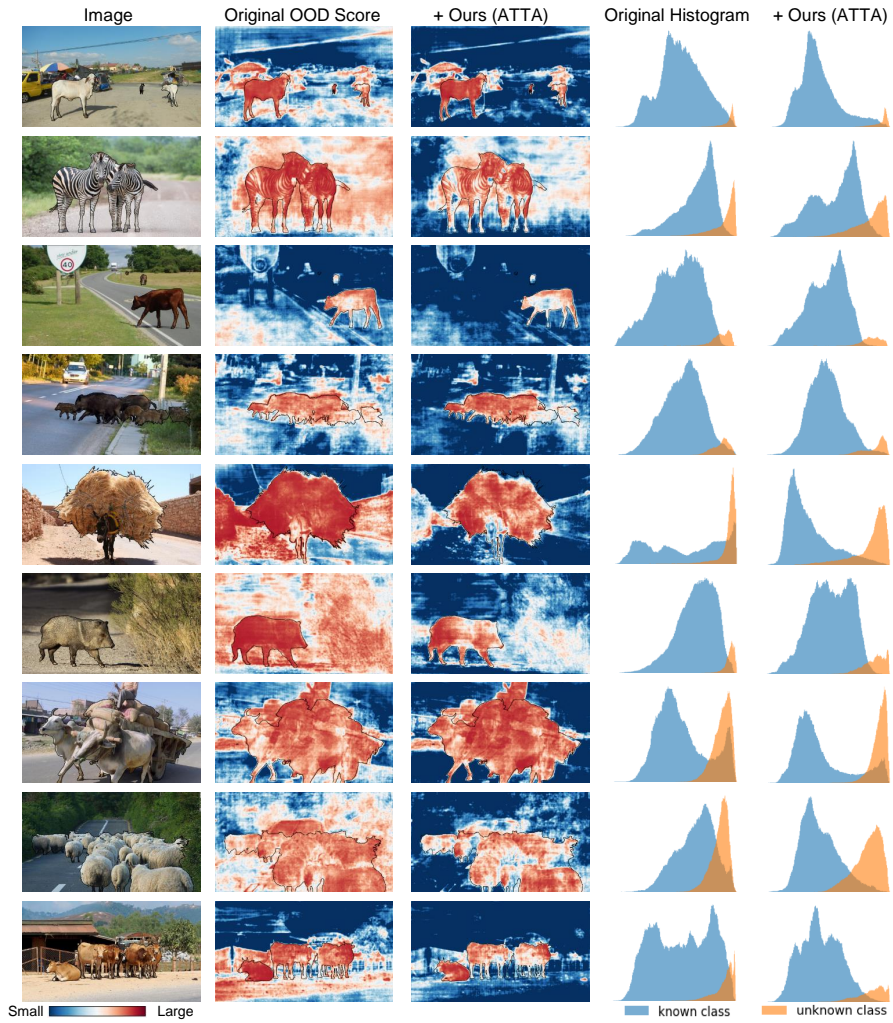 Image
Original OOD Score
+ Ours (ATTA)
Original Histogram
+ Ours (ATTA)
40
Small
Large
known class
unknown class